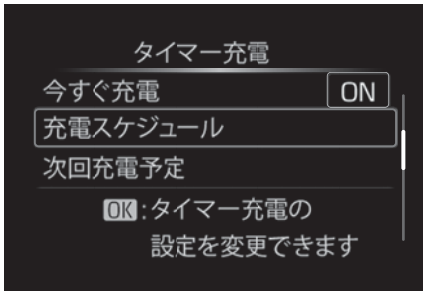 タイマー充電
今すぐ充電 ON
充電スケジュール
次回充電予定
OK:タイマー充電の
設定を変更できます